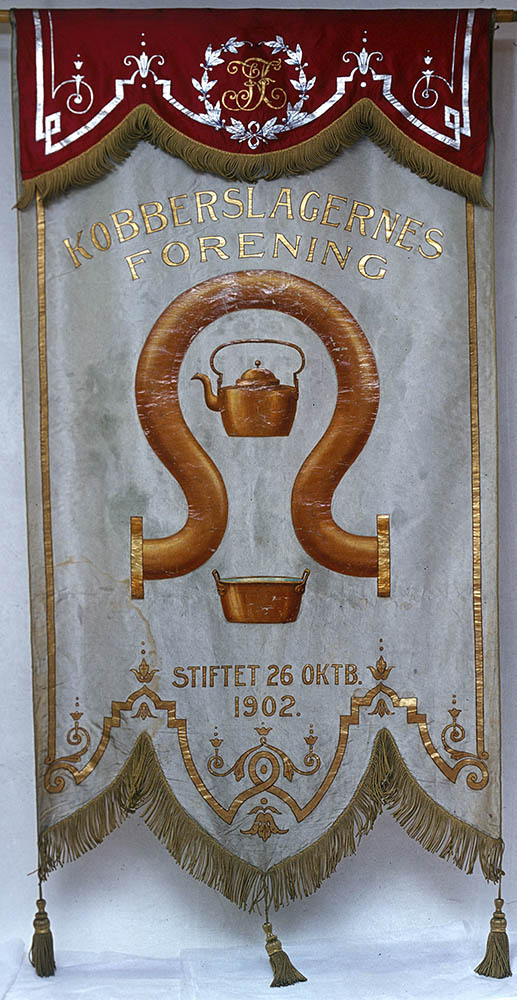 KOBBERSLAGERNES
FORENING
STIFTET 26 OKTB.
1902.